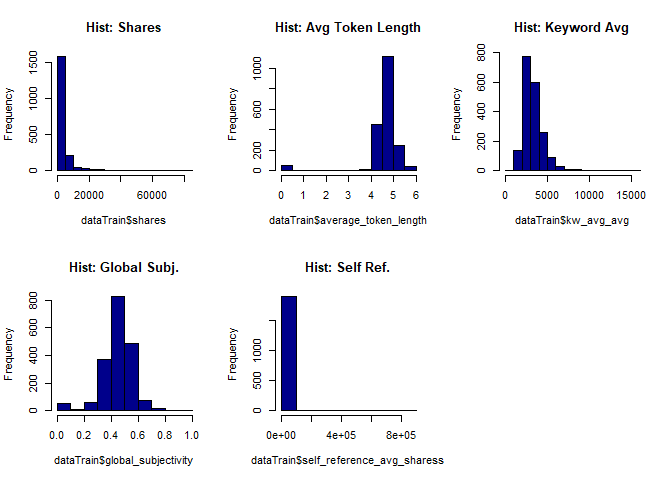 Hist: Shares
Frequency
0 500 1500
0 20000 60000
dataTrain$shares
Hist: Avg Token Length
Frequency
0 200 600 1000
0 1 2 3 4 5 6
dataTrain$average_token_length
Hist: Keyword Avg
Frequency
0 200 400 600 800
0 5000 10000 15000
dataTrain$kw_avg_avg
Hist: Global Subj.
Frequency
0 200 400 600 800
0.0 0.2 0.4 0.6 0.8 1.0
dataTrain$global_subjectivity
Hist: Self Ref.
Frequency
0 500 1000
0e+00 4e+05 8e+05
dataTrain$self_reference_avg_sharess